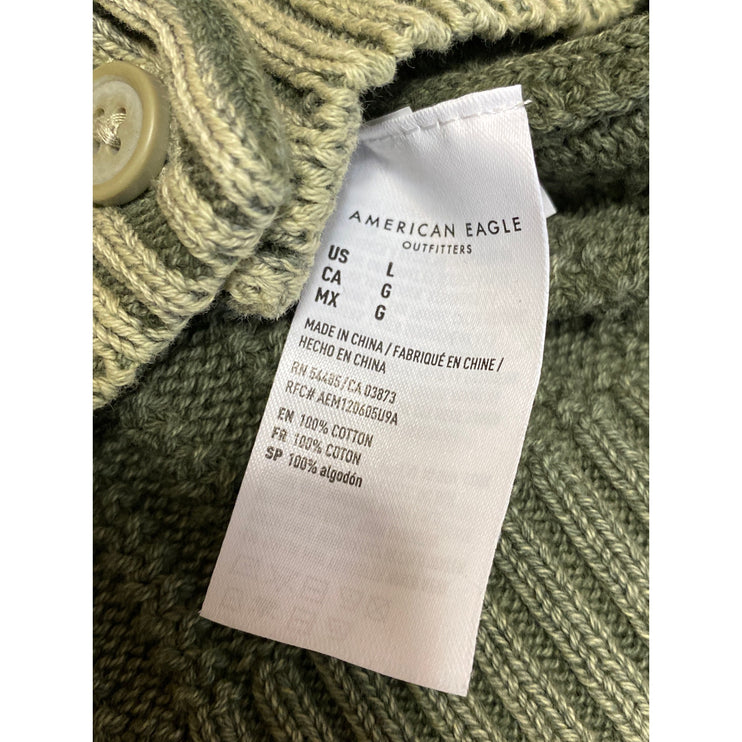 AMERICAN EAGLE
OUTFITTERS
US L
CA G
MX G
MADE IN CHINA / FABRIQUÉ EN CHINE /
HECHO EN CHINA
RN 54485/CA 03873
RFC# AEM120605U9A
EN 100% COTTON
FR 100% COTON
SP 100% algodón